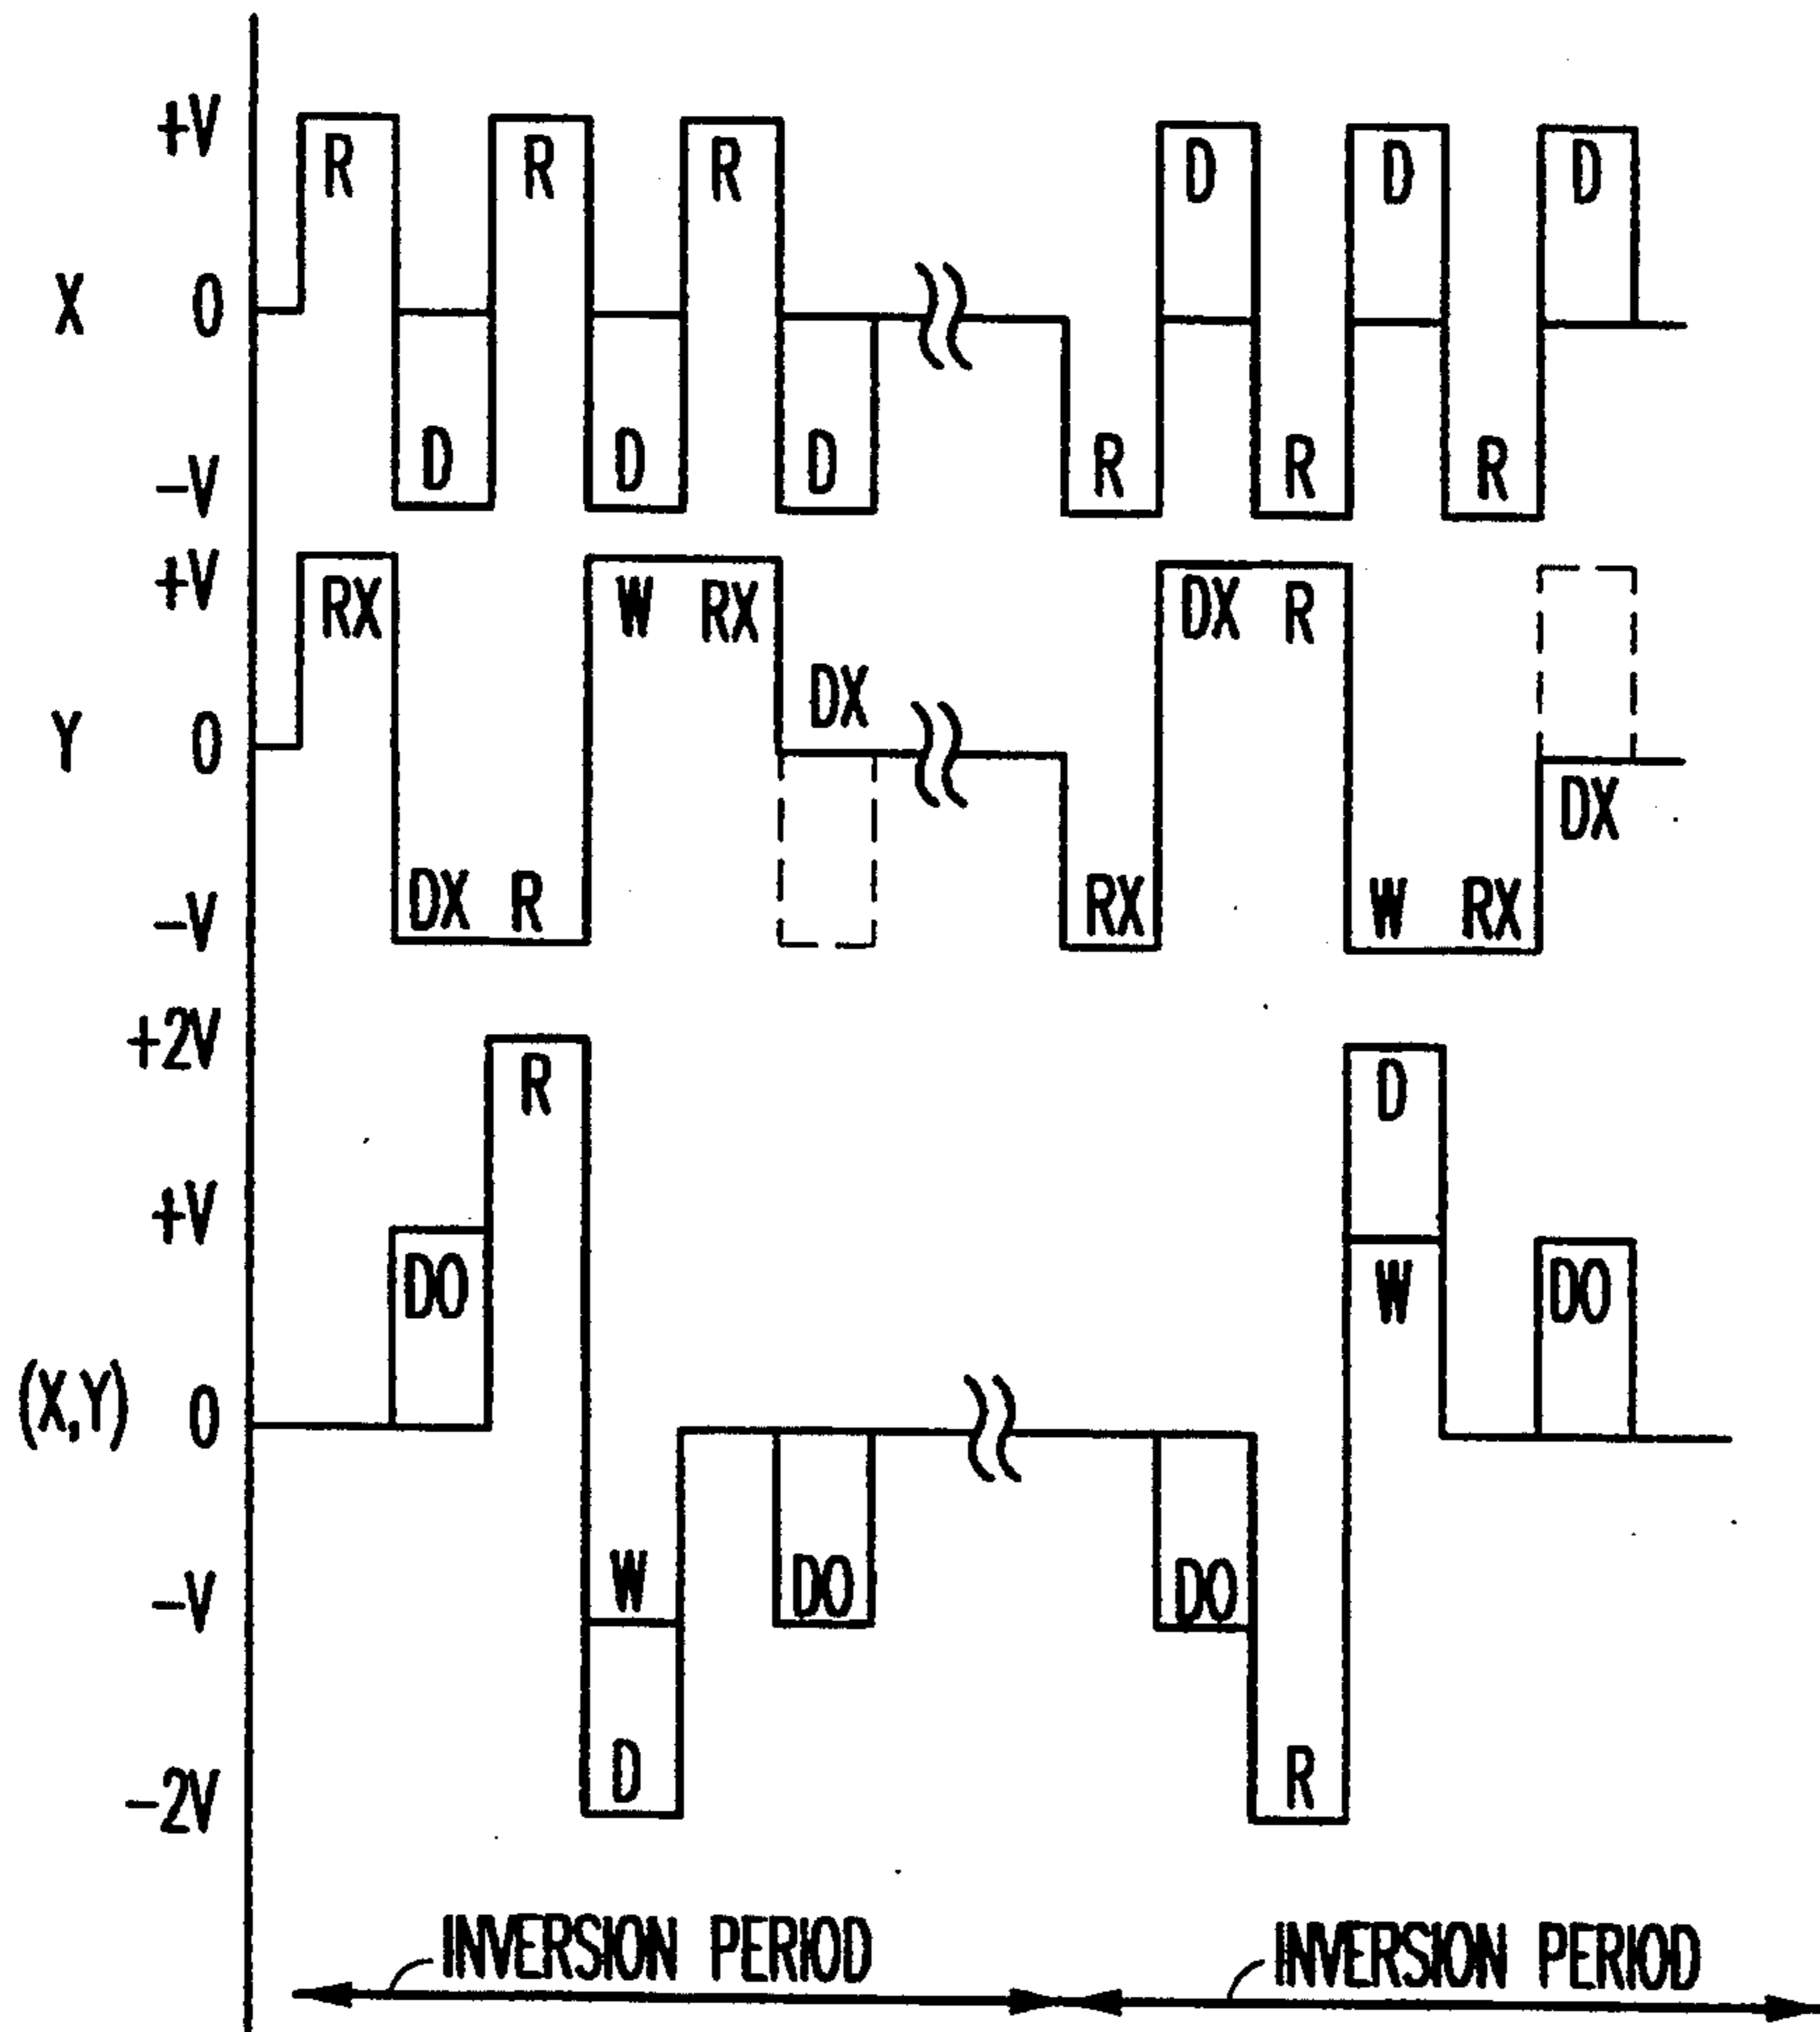 +V
R R R D D D
X 0
D D D R R R
-V
+V
RX W RX DX R
DX
Y 0
DX
DX R RX W RX
-V
+2V
R D
+V
DO W DO
(X,Y) 0
W DO DO
-V
D R
-2V
INVERSION PERIOD INVERSION PERIOD